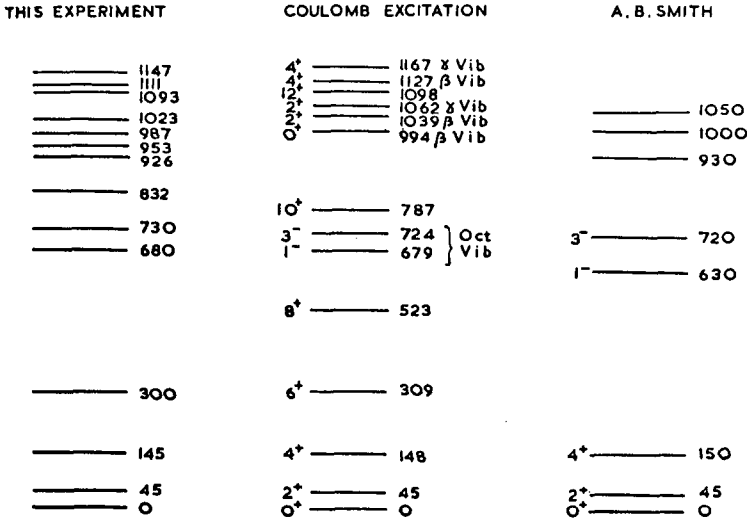 THIS EXPERIMENT
1147
1111
1093
1023
987
953
926
832
730
680
300
145
45
0
COULOMB EXCITATION
4+ 1167 γ Vib
4+ 1127 β Vib
12+ 1098
2+ 1062 γ Vib
2+ 1039 β Vib
0+ 994 β Vib
10+ 787
3- 724 } Oct
1- 679 } Vib
8+ 523
6+ 309
4+ 148
2+ 45
0+ 0
A. B. SMITH
1050
1000
930
3- 720
1- 630
4+ 150
2+ 45
0+ 0